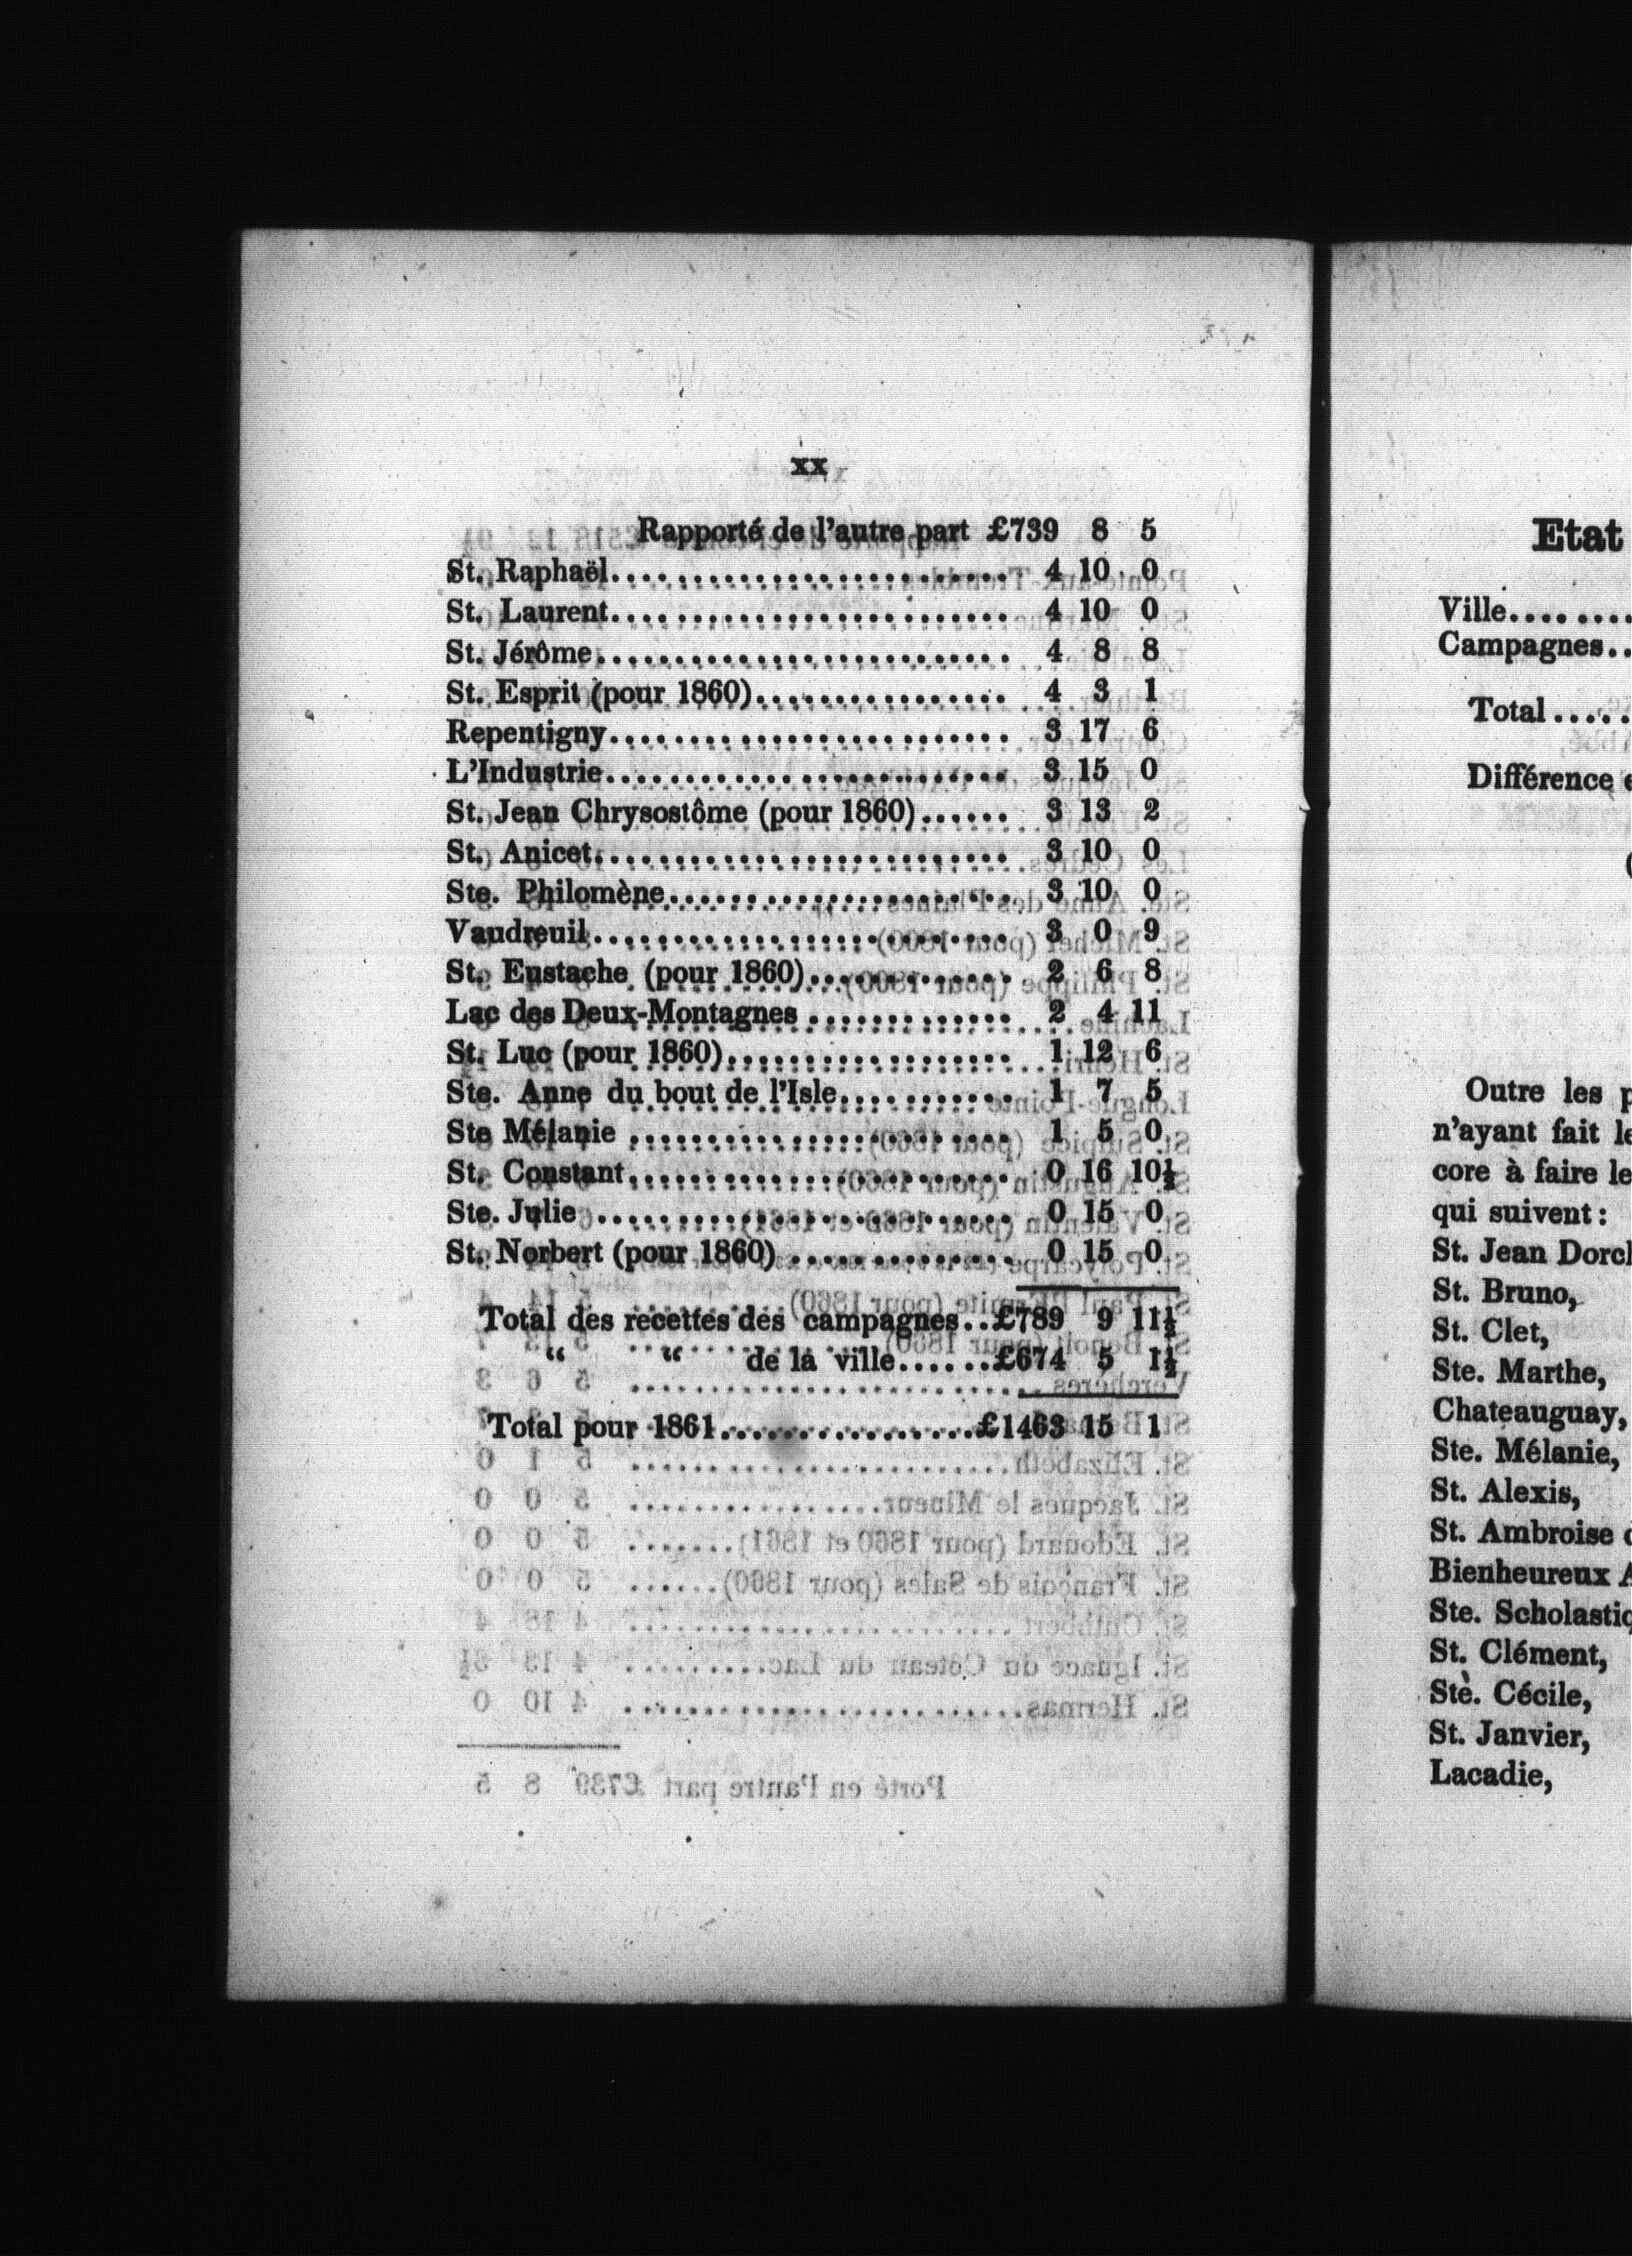 xx
Rapporté de l'autre part £739 8 5
St. Raphaël........................ 4 10 0
St. Laurent........................ 4 10 0
St. Jérôme......................... 4 8 8
St. Esprit (pour 1860)............... 4 3 1
Repentigny........................ 3 17 6
L'Industrie......................... 3 15 0
St. Jean Chrysostôme (pour 1860)...... 3 13 2
St. Anicet......................... 3 10 0
Ste. Philomène..................... 3 10 0
Vaudreuil......................... 3 0 9
St. Eustache (pour 1860)............. 2 6 8
Lac des Deux-Montagnes ............. 2 4 11
St. Luc (pour 1860).................. 1 12 6
Ste. Anne du bout de l'Isle........... 1 7 5
Ste Mélanie ........................ 1 5 0
St. Constant....................... 0 16 10½
Ste. Julie .......................... 0 15 0
St. Norbert (pour 1860) .............. 0 15 0
Total des recettes des campagnes..£789 9 11½
“ “ de la ville......£674 5 1½
Total pour 1861................£1463 15 1
Etat
Ville........
Campagnes..
Total.....
Différence
Outre les
n'ayant fait
core à faire
qui suivent:
St. Jean
St. Bruno,
St. Clet,
Ste. Marthe,
Chateauguay,
Ste. Mélanie,
St. Alexis,
St. Ambroise
Bienheureux
Ste.
St. Clément,
Ste. Cécile,
St. Janvier,
Lacadie,